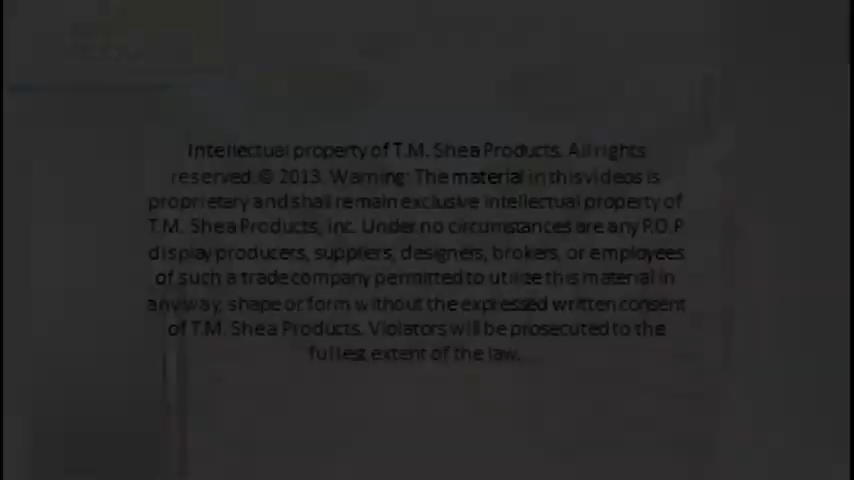 Intellectual property of T.M. Shea Products. All rights
reserved. © 2013. Warning: The material in this videos is
proprietary and shall remain exclusive intellectual property of
T.M. Shea Products, Inc. Under no circumstances are any P.O.P
display producers, suppliers, designers, brokers, or employees
of such a trade company permitted to utilize this material in
anyway, shape or form without the expressed written consent
of T.M. Shea Products. Violators will be prosecuted to the
fullest extent of the law.